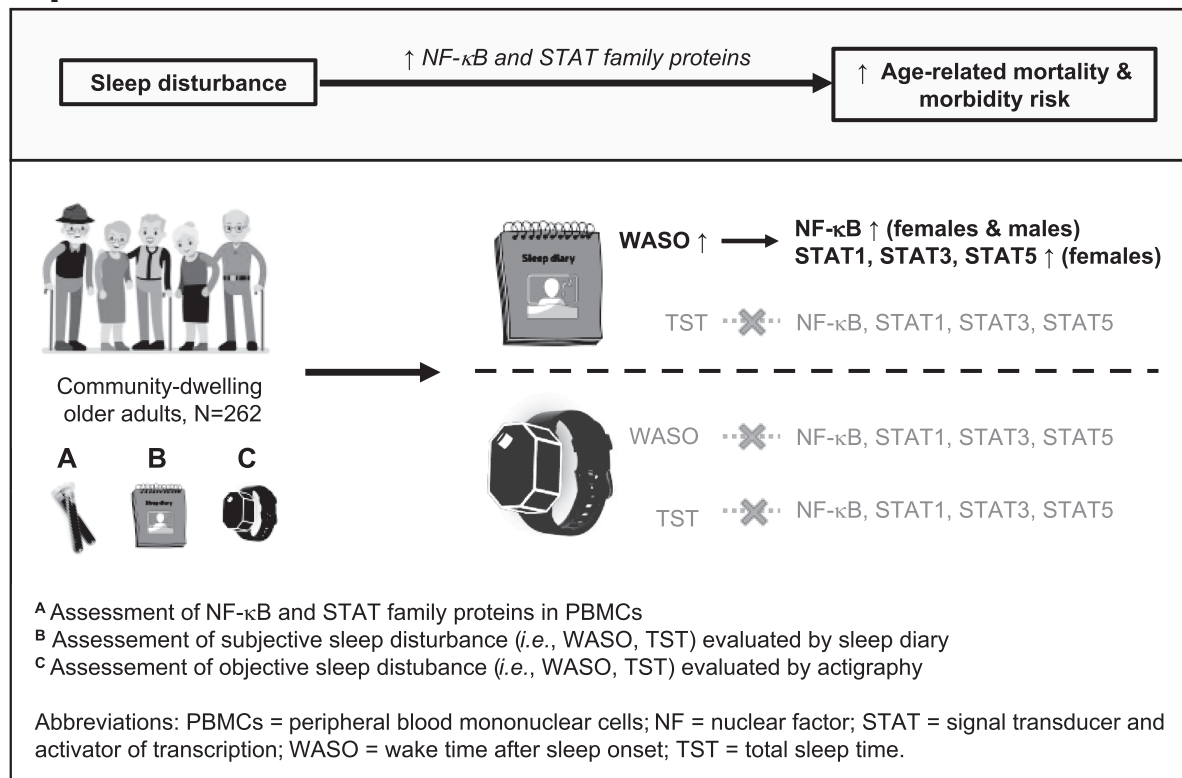 ↑ NF-κB and STAT family proteins
Sleep disturbance
↑ Age-related mortality &
morbidity risk
Sleep diary
WASO ↑
NF-κB ↑ (females & males)
STAT1, STAT3, STAT5 ↑ (females)
TST
NF-κB, STAT1, STAT3, STAT5
Community-dwelling
older adults, N=262
WASO
NF-κB, STAT1, STAT3, STAT5
TST
NF-κB, STAT1, STAT3, STAT5
A
B
C
Sleep diary
A Assessment of NF-κB and STAT family proteins in PBMCs
B Assessement of subjective sleep disturbance (i.e., WASO, TST) evaluated by sleep diary
C Assessement of objective sleep distubance (i.e., WASO, TST) evaluated by actigraphy
Abbreviations: PBMCs = peripheral blood mononuclear cells; NF = nuclear factor; STAT = signal transducer and
activator of transcription; WASO = wake time after sleep onset; TST = total sleep time.